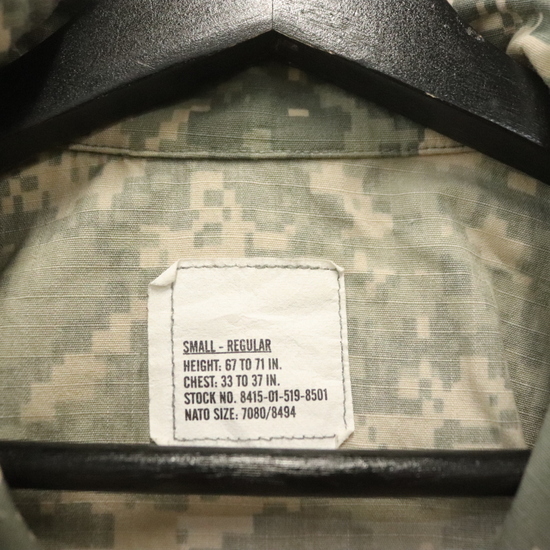 SMALL - REGULAR
HEIGHT: 67 TO 71 IN.
CHEST: 33 TO 37 IN.
STOCK NO. 8415-01-519-8501
NATO SIZE: 7080/8494